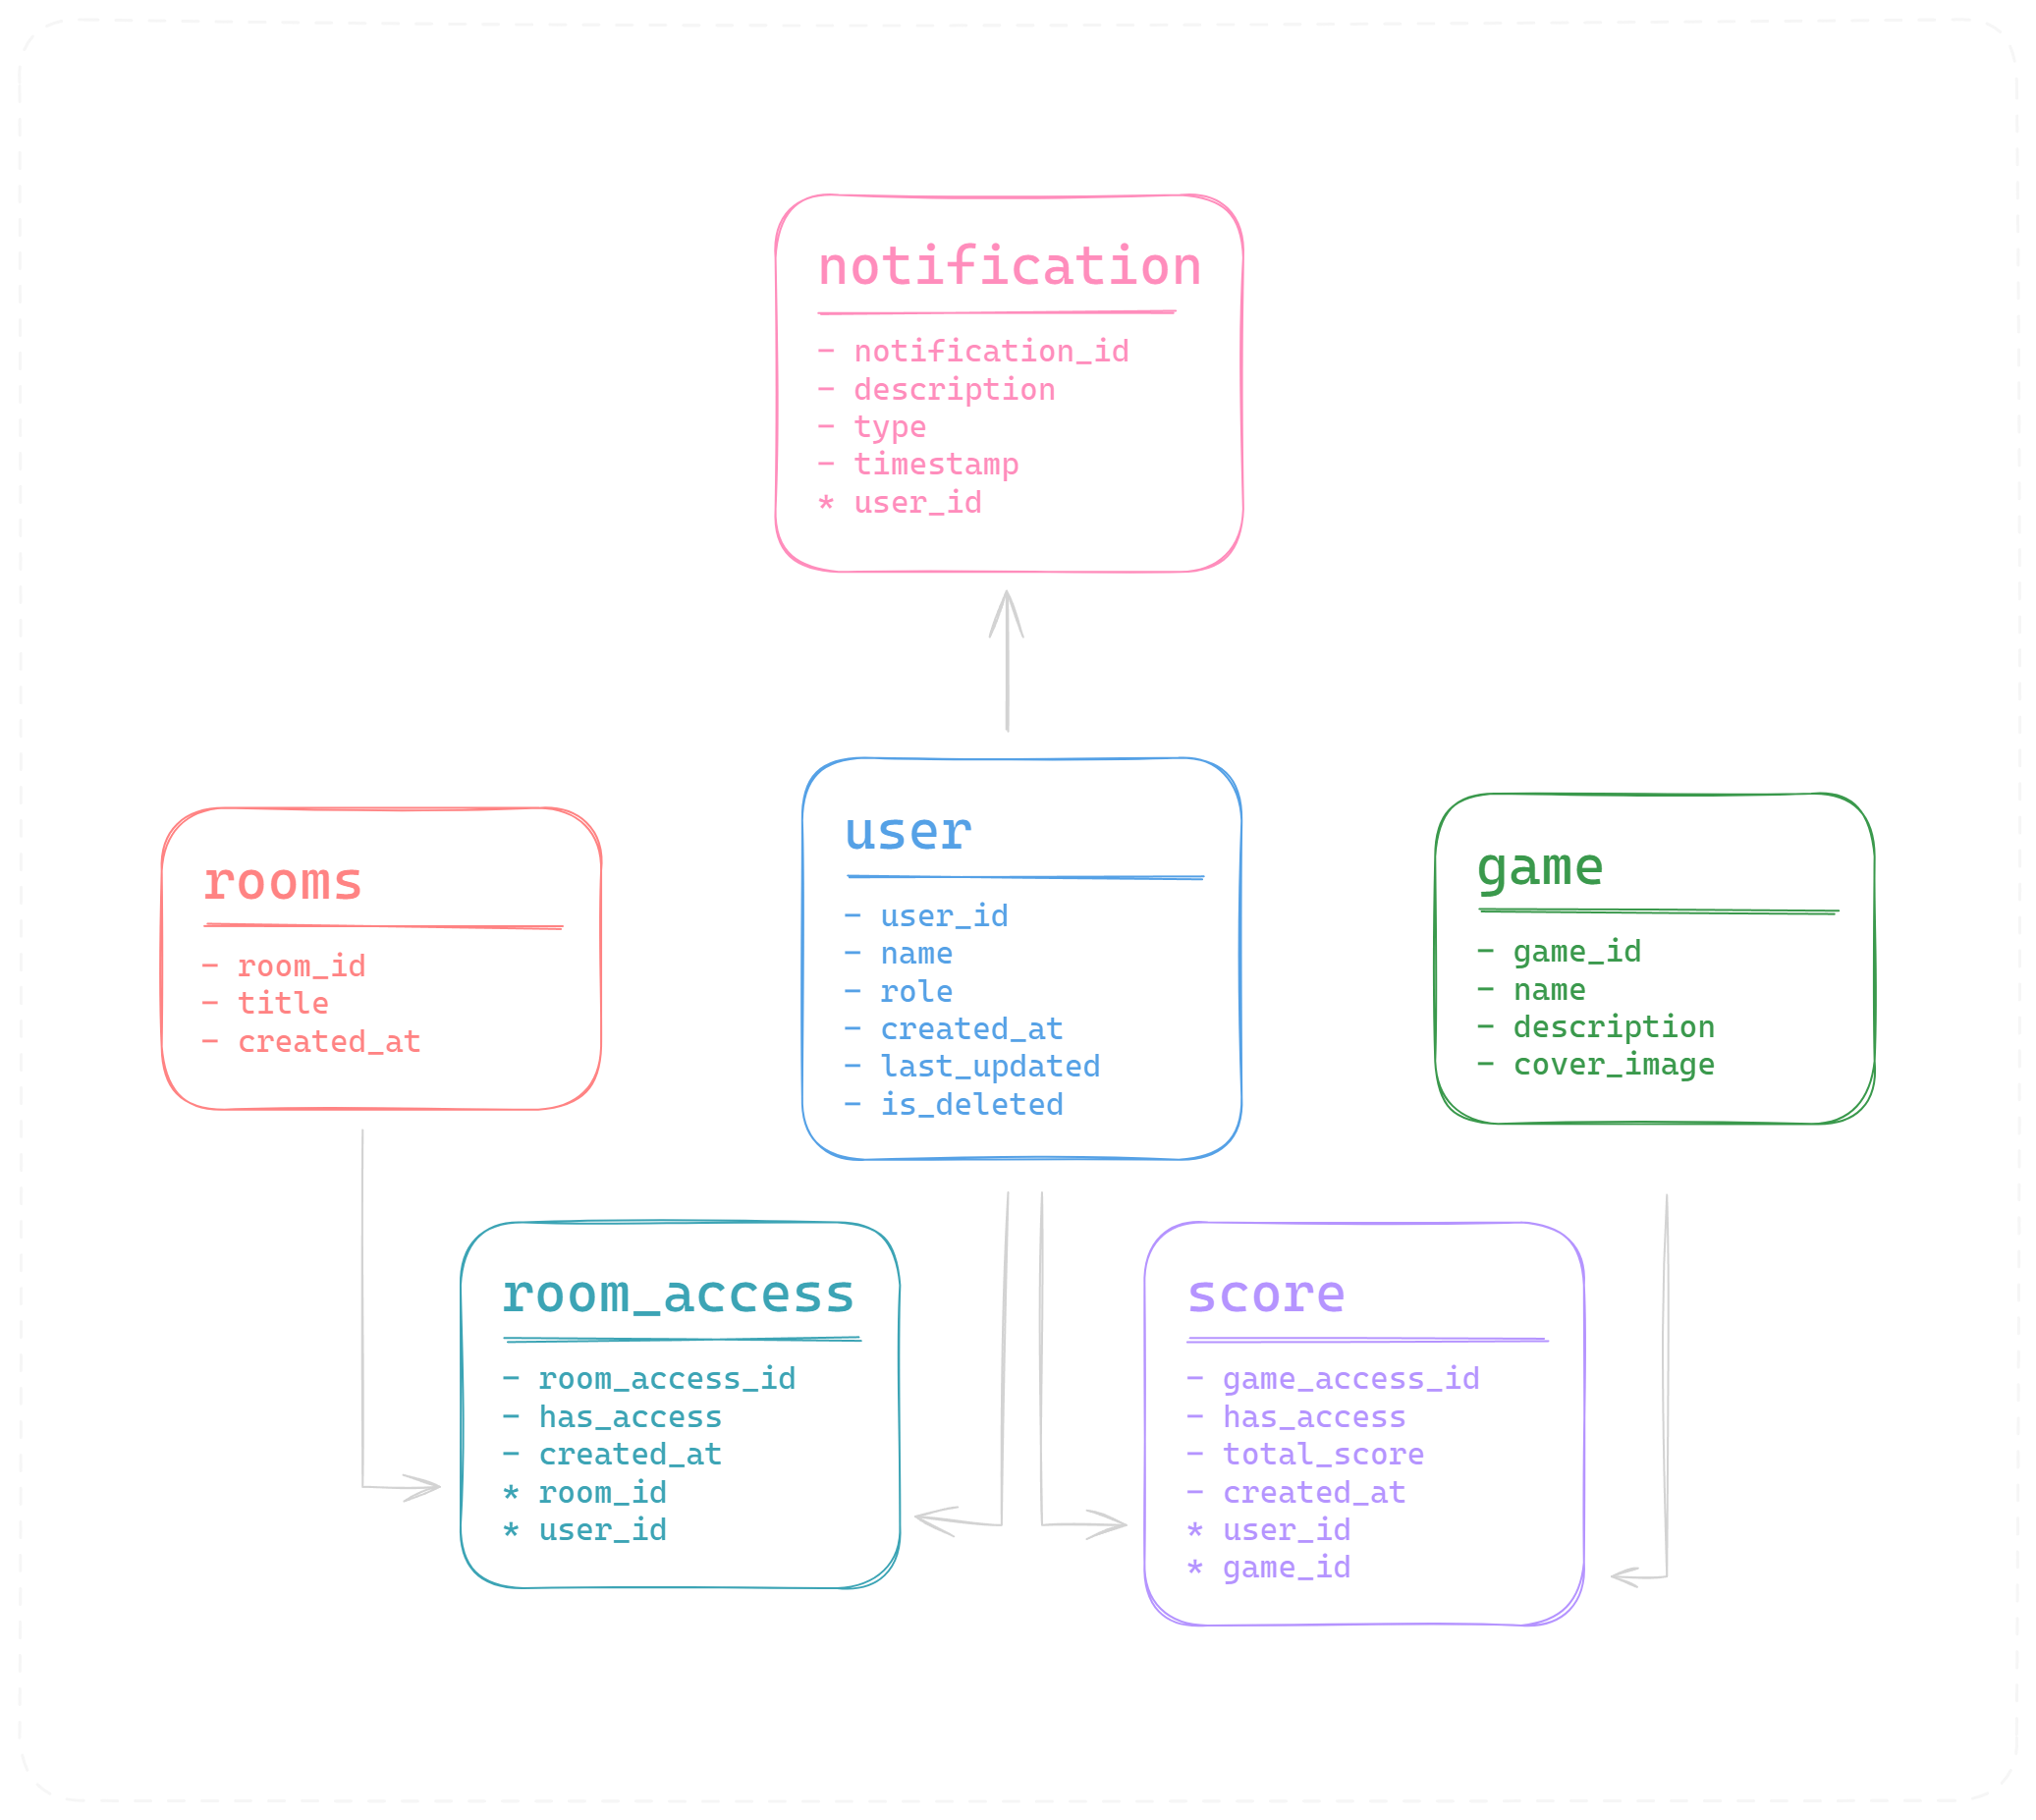 notification
- notification_id
- description
- type
- timestamp
* user_id
rooms
- room_id
- title
- created_at
user
- user_id
- name
- role
- created_at
- last_updated
- is_deleted
game
- game_id
- name
- description
- cover_image
room_access
- room_access_id
- has_access
- created_at
* room_id
* user_id
score
- game_access_id
- has_access
- total_score
- created_at
* user_id
* game_id